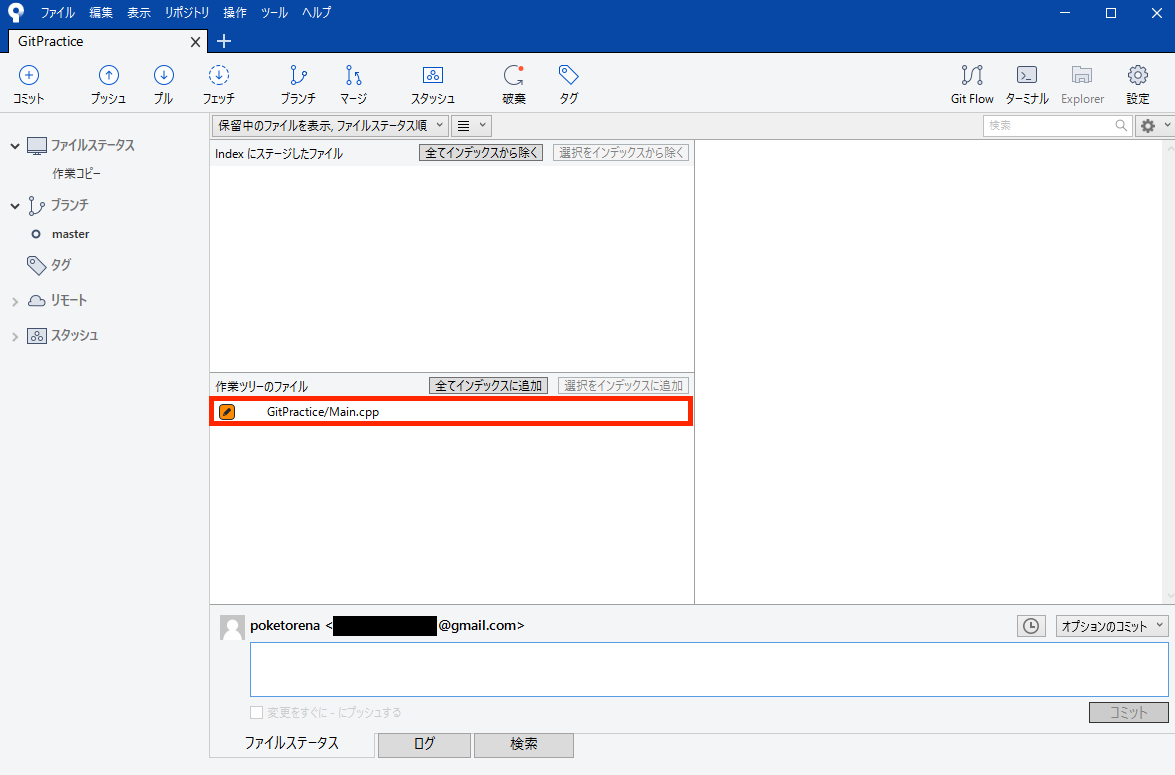 ファイル 編集 表示 リポジトリ 操作 ツール ヘルプ
GitPractice
コミット プッシュ プル フェッチ ブランチ マージ スタッシュ 破棄 タグ Git Flow ターミナル Explorer 設定
保留中のファイルを表示, ファイルステータス順 検索
ファイルステータス
作業コピー
ブランチ
master
タグ
リモート
スタッシュ
Index にステージしたファイル 全てインデックスから除く 選択をインデックスから除く
作業ツリーのファイル 全てインデックスに追加 選択をインデックスに追加
GitPractice/Main.cpp
poketorena < @gmail.com> オプションのコミット
変更をすぐに - にプッシュする コミット
ファイルステータス ログ 検索